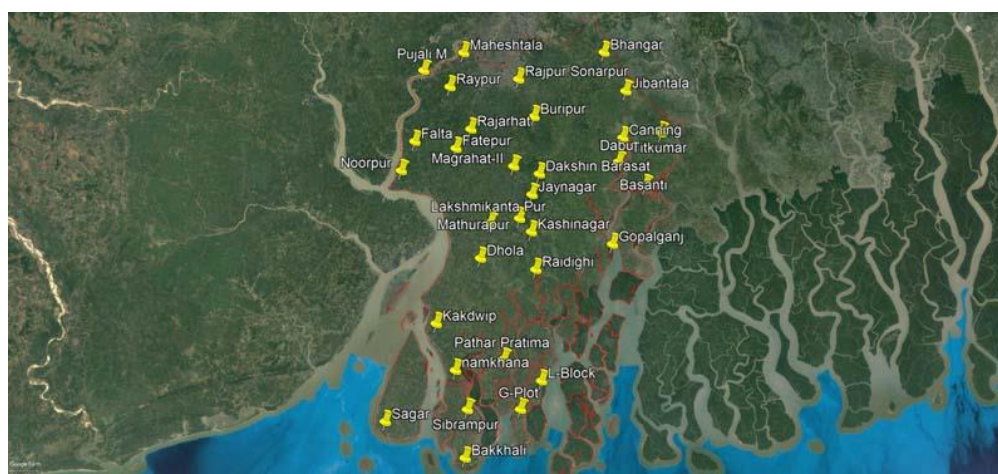 Maheshtala
Bhangar
Pujali M
Rajpur Sonarpur
Raypur
Jibantala
Buripur
Rajarhat
Canning
Falta
Fatepur
Dabu
Titkumar
Magrahat-II
Noorpur
Dakshin Barasat
Basanti
Jaynagar
Lakshmikanta Pur
Mathurapur
Kashinagar
Gopalganj
Dhola
Raidighi
Kakdwip
Pathar Pratima
namkhana
L-Block
G-Plot
Sagar
Sibrampur
Bakkhali
Google Earth